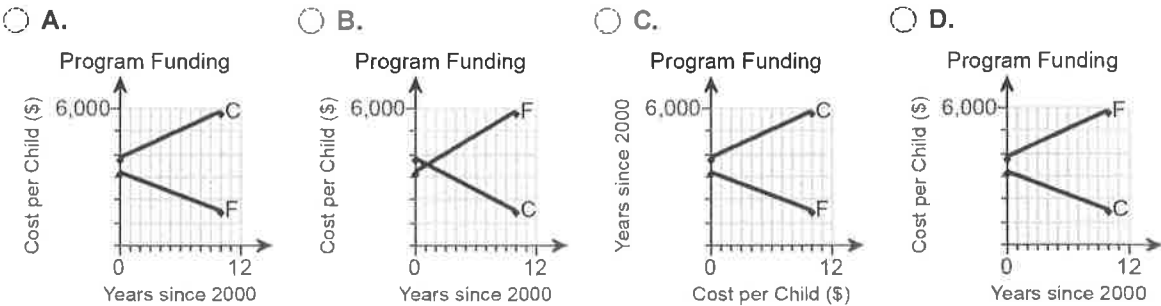 A.
Program Funding
Cost per Child ($)
6,000
C
F
0
12
Years since 2000
B.
Program Funding
Cost per Child ($)
6,000
F
C
0
12
Years since 2000
C.
Program Funding
Years since 2000
6,000
C
F
0
12
Cost per Child ($)
D.
Program Funding
Cost per Child ($)
6,000
F
C
0
12
Years since 2000